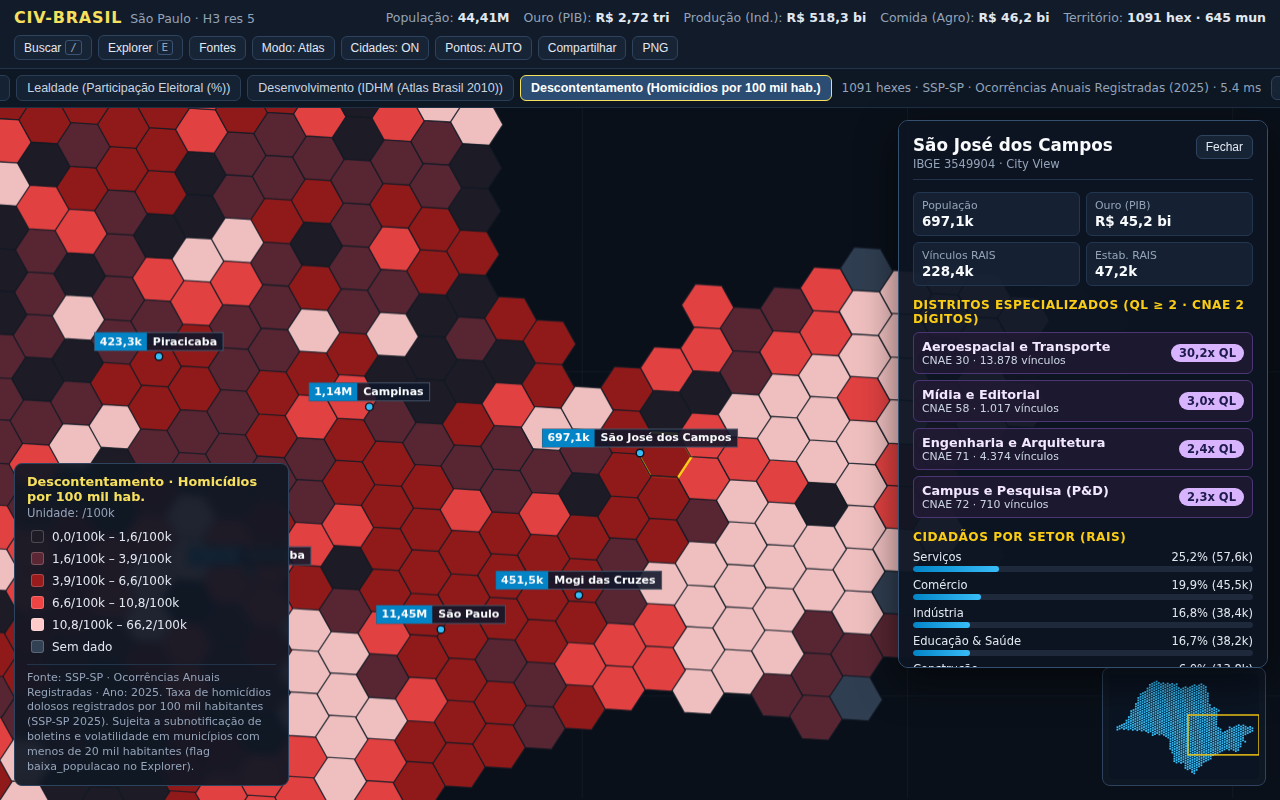 CIV-BRASIL São Paulo · H3 res 5
População: 44,41M Ouro (PIB): R$ 2,72 tri Produção (Ind.): R$ 518,3 bi Comida (Agro): R$ 46,2 bi Território: 1091 hex · 645 mun
Buscar / Explorer E Fontes Modo: Atlas Cidades: ON Pontos: AUTO Compartilhar PNG
Lealdade (Participação Eleitoral (%)) Desenvolvimento (IDHM (Atlas Brasil 2010)) Descontentamento (Homicídios por 100 mil hab.) 1091 hexes · SSP-SP · Ocorrências Anuais Registradas (2025) · 5.4 ms
423,3k Piracicaba
1,14M Campinas
697,1k São José dos Campos
ba
451,5k Mogi das Cruzes
11,45M São Paulo
Descontentamento · Homicídios
por 100 mil hab.
Unidade: /100k
0,0/100k – 1,6/100k
1,6/100k – 3,9/100k
3,9/100k – 6,6/100k
6,6/100k – 10,8/100k
10,8/100k – 66,2/100k
Sem dado
Fonte: SSP-SP · Ocorrências Anuais
Registradas · Ano: 2025. Taxa de homicídios
dolosos registrados por 100 mil habitantes
(SSP-SP 2025). Sujeita a subnotificação de
boletins e volatilidade em municípios com
menos de 20 mil habitantes (flag
baixa_populacao no Explorer).
São José dos Campos
Fechar
IBGE 3549904 · City View
População
697,1k
Ouro (PIB)
R$ 45,2 bi
Vínculos RAIS
228,4k
Estab. RAIS
47,2k
DISTRITOS ESPECIALIZADOS (QL ≥ 2 · CNAE 2
DÍGITOS)
Aeroespacial e Transporte
CNAE 30 · 13.878 vínculos
30,2x QL
Mídia e Editorial
CNAE 58 · 1.017 vínculos
3,0x QL
Engenharia e Arquitetura
CNAE 71 · 4.374 vínculos
2,4x QL
Campus e Pesquisa (P&D)
CNAE 72 · 710 vínculos
2,3x QL
CIDADÃOS POR SETOR (RAIS)
Serviços 25,2% (57,6k)
Comércio 19,9% (45,5k)
Indústria 16,8% (38,4k)
Educação & Saúde 16,7% (38,2k)